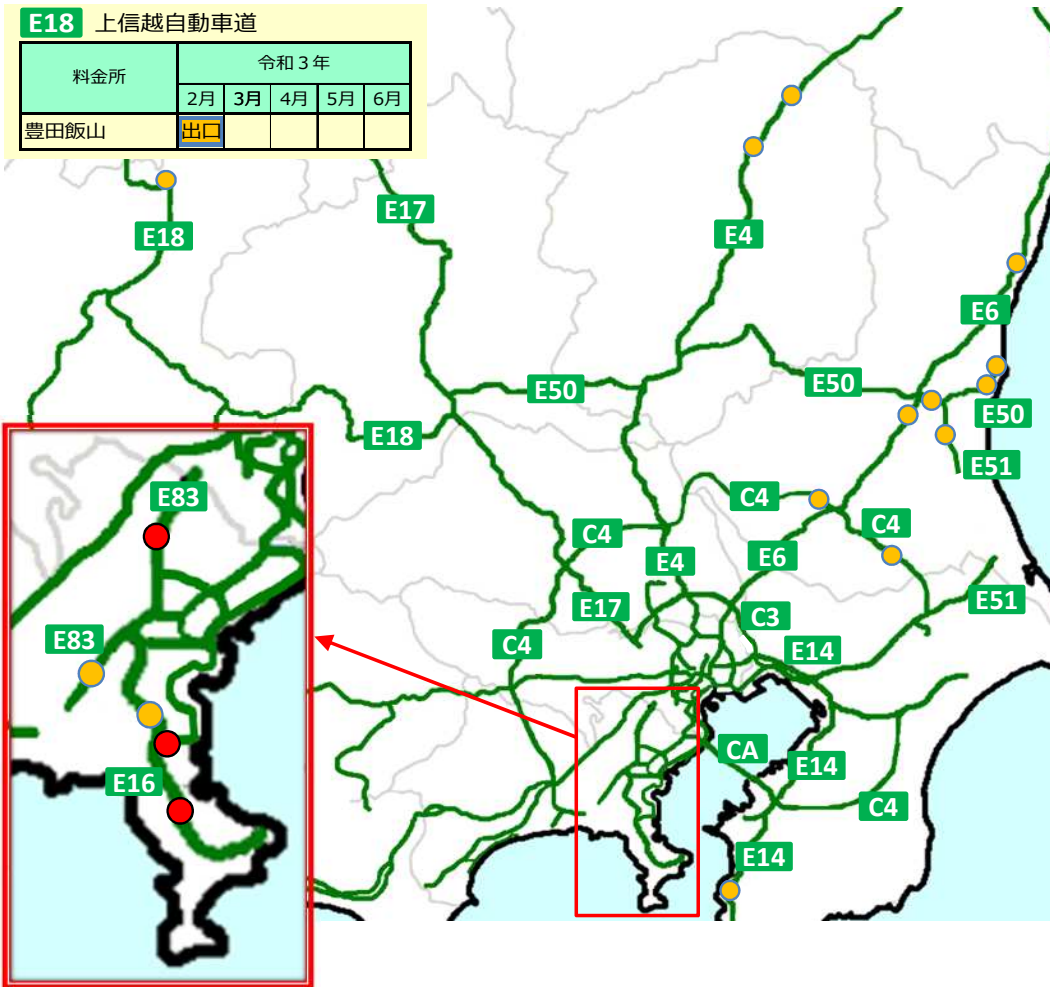 E18 上信越自動車道
料金所 令和3年
2月 3月 4月 5月 6月
豊田飯山 出口
E17
E18
E4
E6
E50
E50
E50
E18
E51
E83
C4
C4
C4
E4
E6
E17
C3
E51
E83
C4
E14
CA
E14
E16
C4
E14